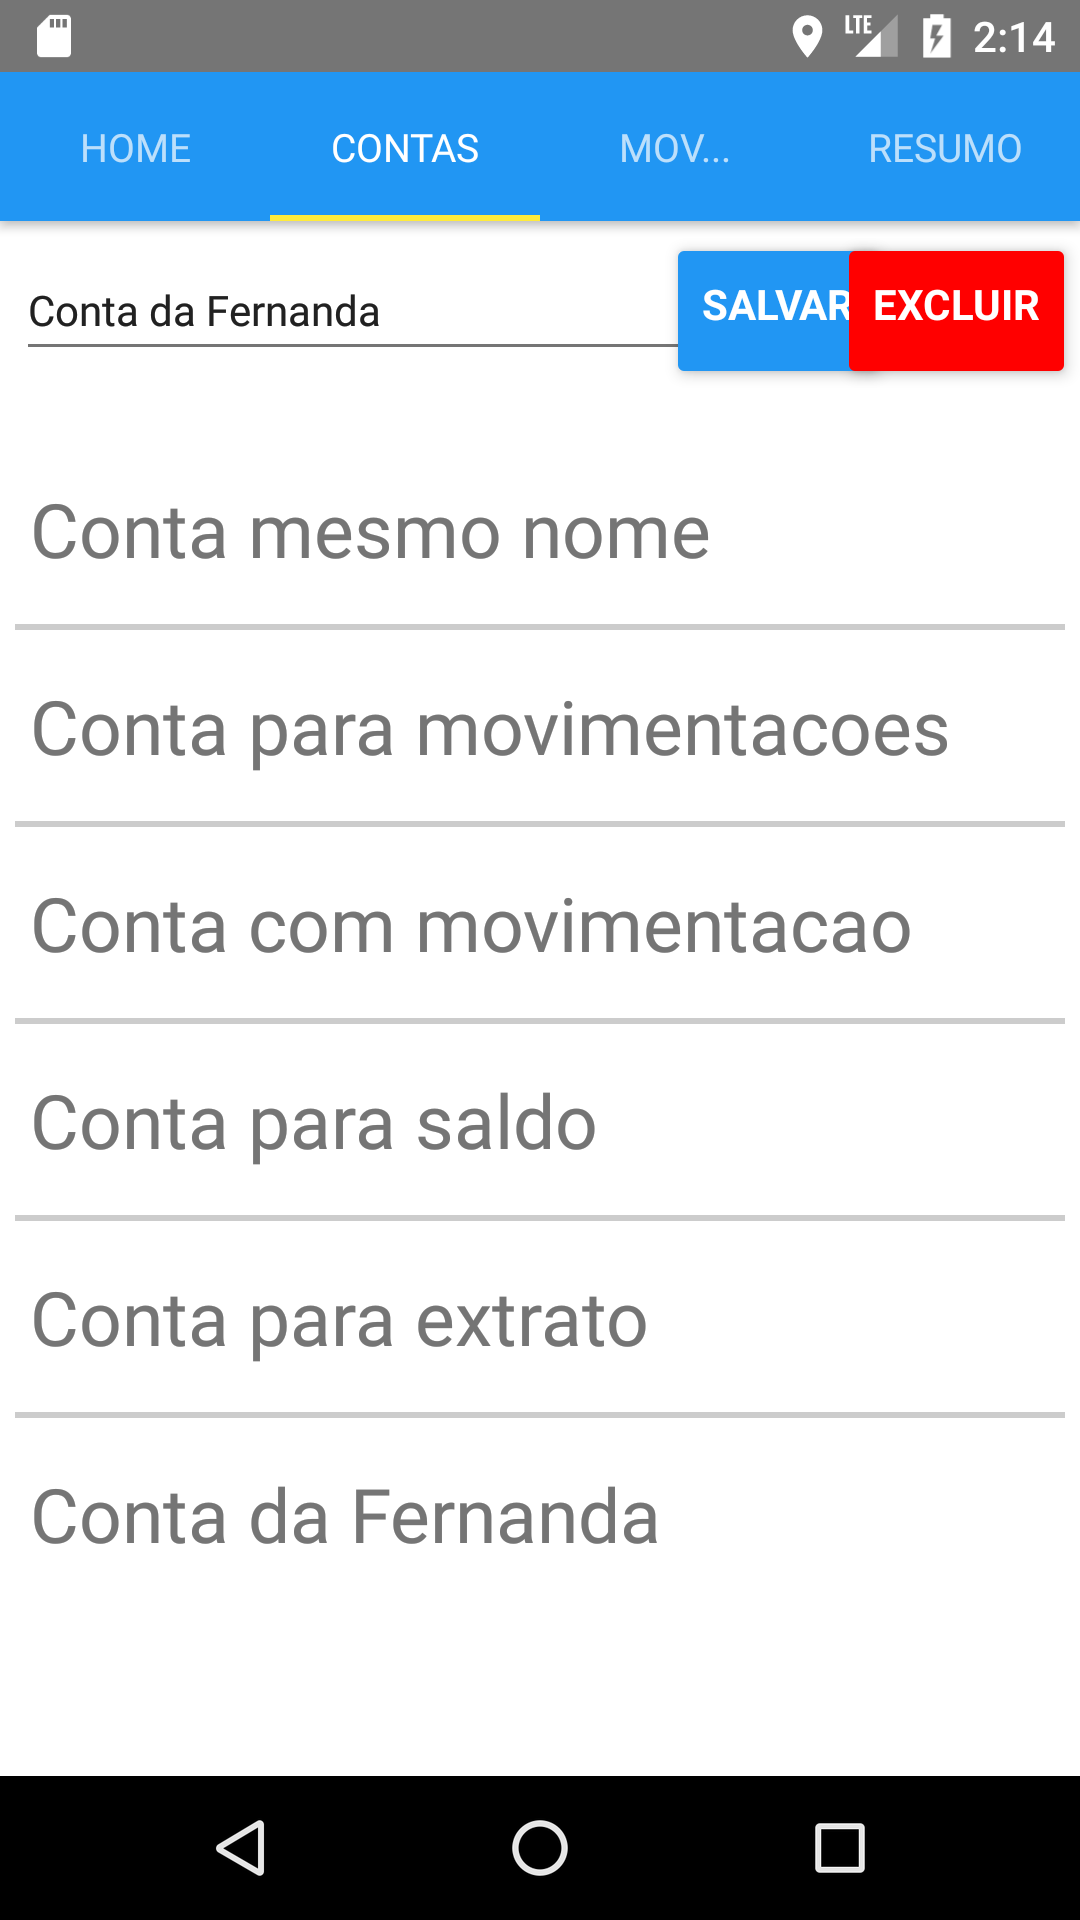 LTE 2:14
HOME CONTAS MOV... RESUMO
Conta da Fernanda SALVAR EXCLUIR
Conta mesmo nome
Conta para movimentacoes
Conta com movimentacao
Conta para saldo
Conta para extrato
Conta da Fernanda